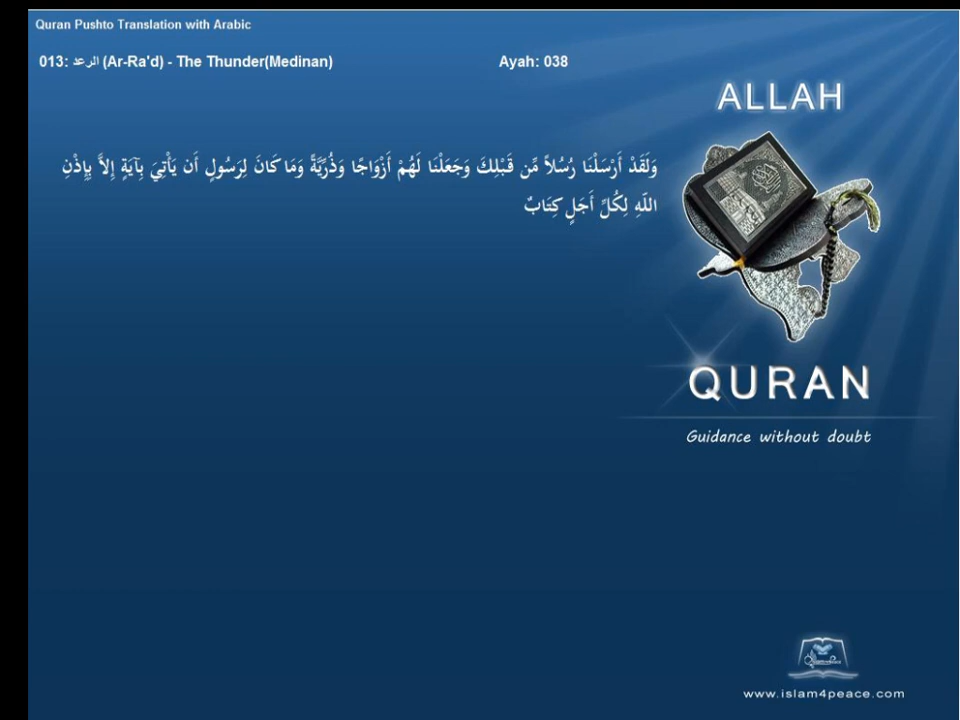 Quran Pushto Translation with Arabic
013: الرعد (Ar-Ra'd) - The Thunder(Medinan) Ayah: 038
ALLAH
وَلَقَدْ أَرْسَلْنَا رُسُلاً مِّن قَبْلِكَ وَجَعَلْنَا لَهُمْ أَزْوَاجًا وَذُرِّيَّةً وَمَا كَانَ لِرَسُولٍ أَن يَأْتِيَ بِآيَةٍ إِلاَّ بِإِذْنِ
اللّهِ لِكُلِّ أَجَلٍ كِتَابٌ
QURAN
Guidance without doubt
www.islam4peace.com